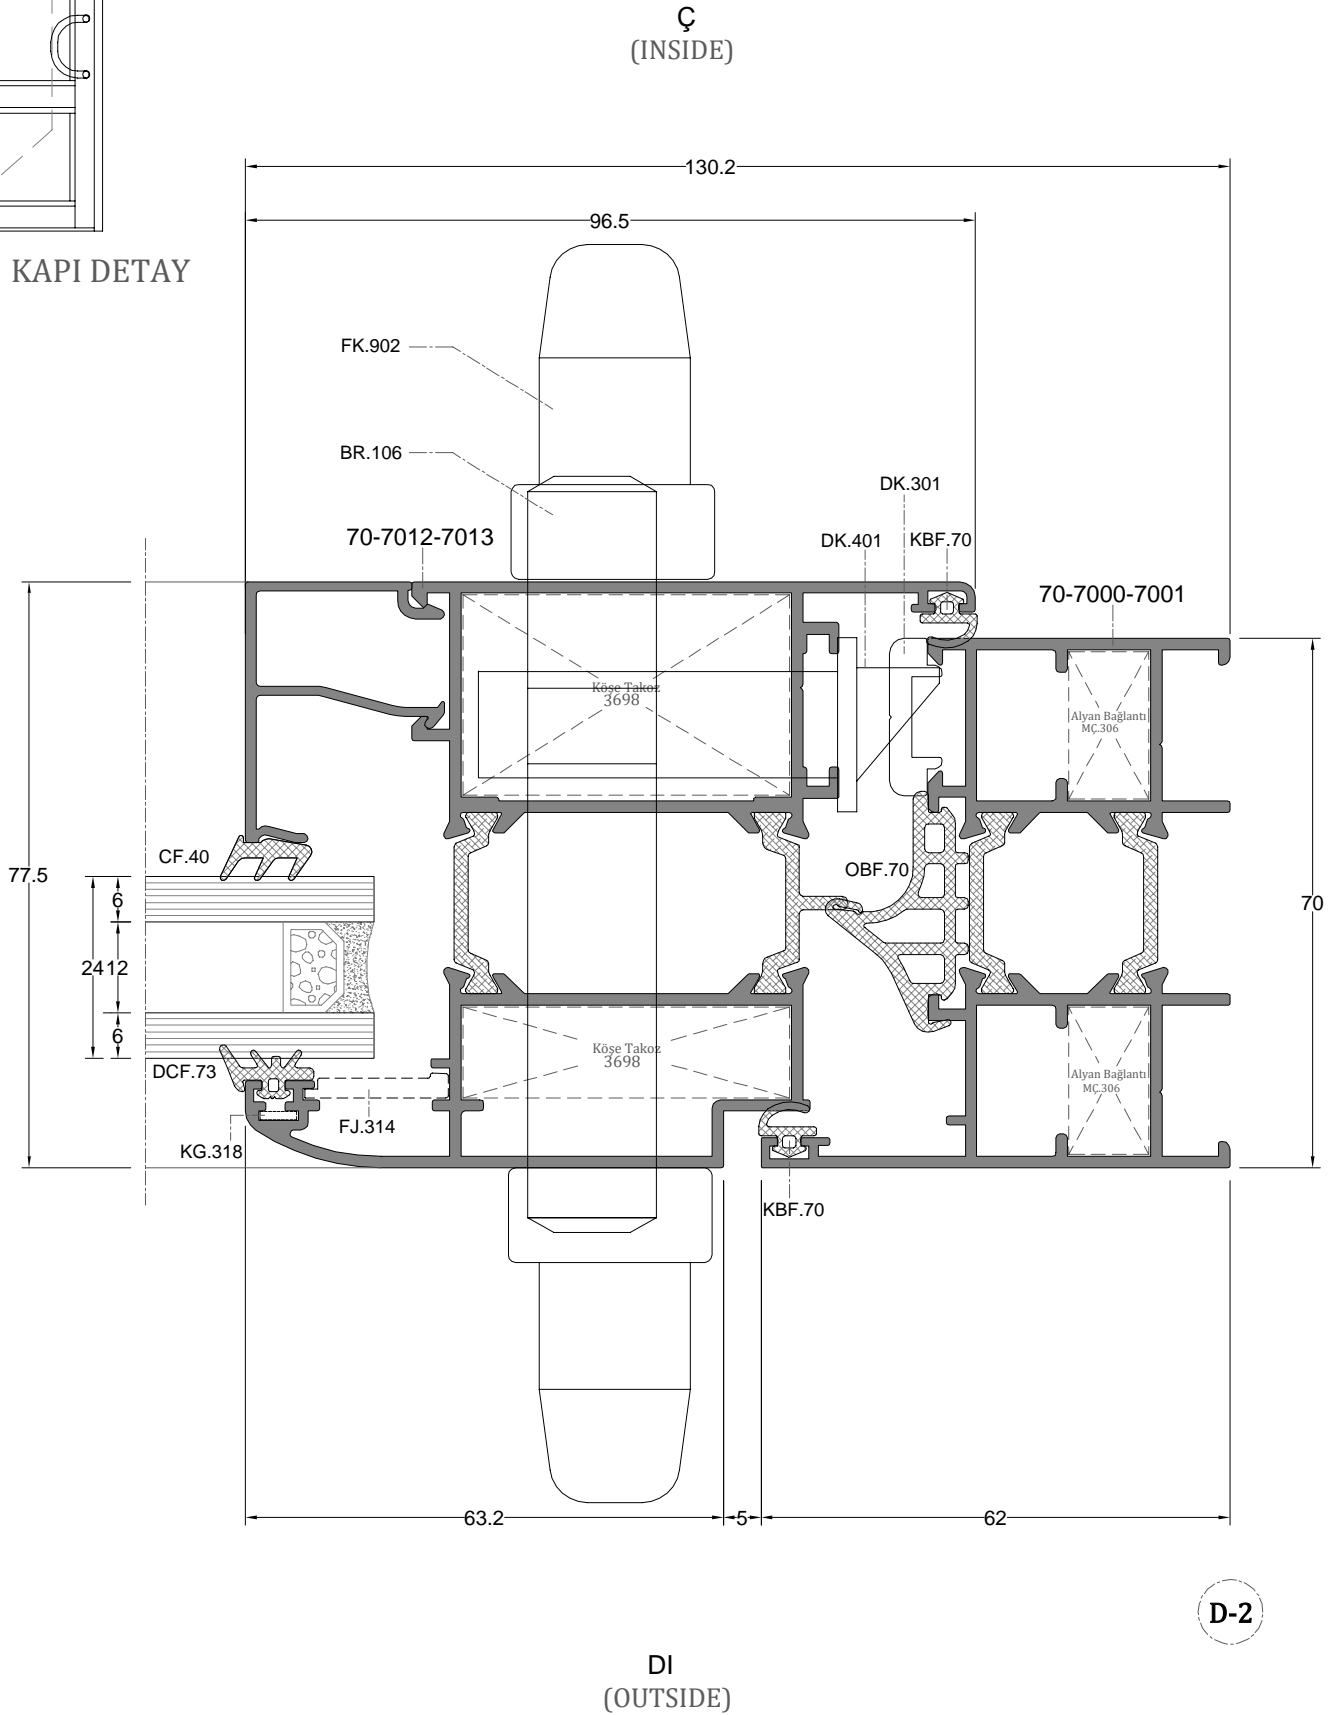 Ç
(INSIDE)
130.2
96.5
KAPI DETAY
FK.902
BR.106
DK.301
70-7012-7013
DK.401
KBF.70
70-7000-7001
Köşe Takoz
3698
Alyan Bağlantı
MÇ.306
CF.40
77.5
OBF.70
6
70
24
12
6
Köşe Takoz
3698
DCF.73
Alyan Bağlantı
MÇ.306
FJ.314
KG.318
KBF.70
63.2
5
62
D-2
DI
(OUTSIDE)